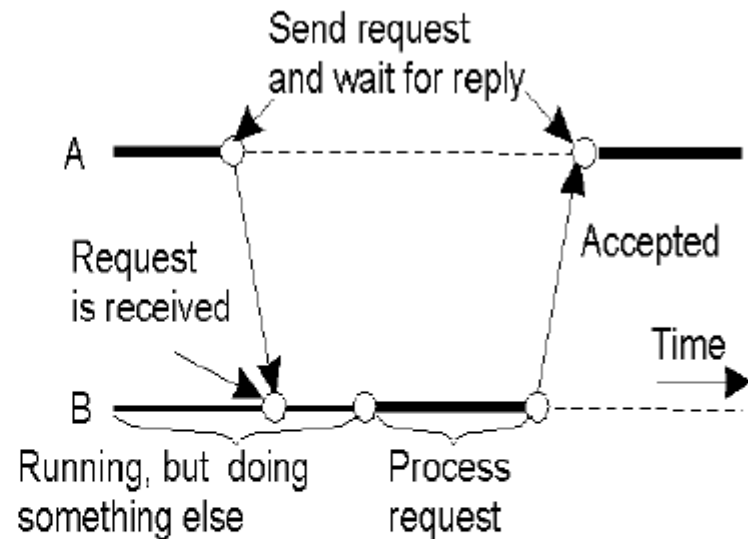 Send request
and wait for reply
A
Accepted
Request
is received
Time
B
Running, but doing
something else
Process
request